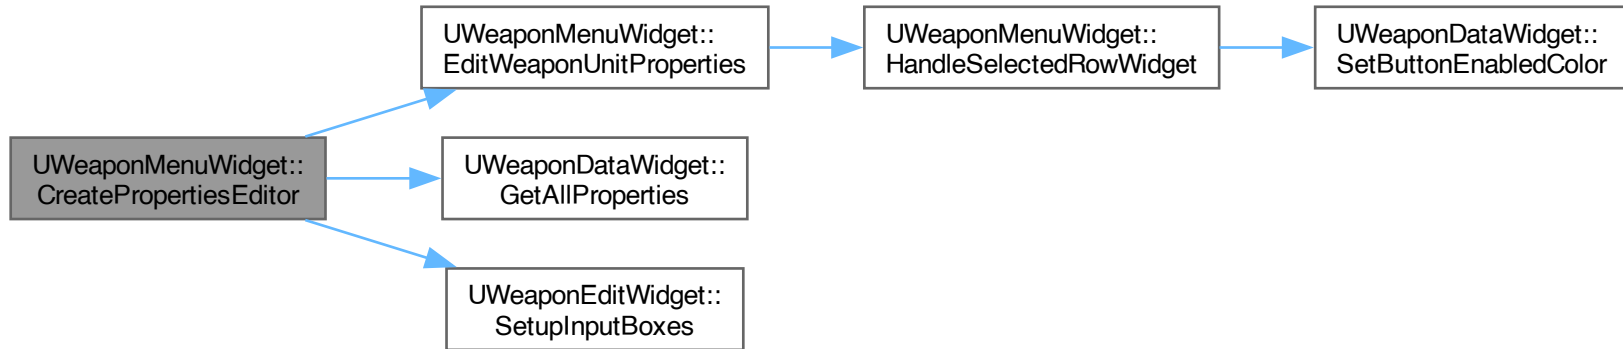 UWeaponMenuWidget::
EditWeaponUnitProperties
UWeaponMenuWidget::
HandleSelectedRowWidget
UWeaponDataWidget::
SetButtonEnabledColor
UWeaponMenuWidget::
CreatePropertiesEditor
UWeaponDataWidget::
GetAllProperties
UWeaponEditWidget::
SetupInputBoxes